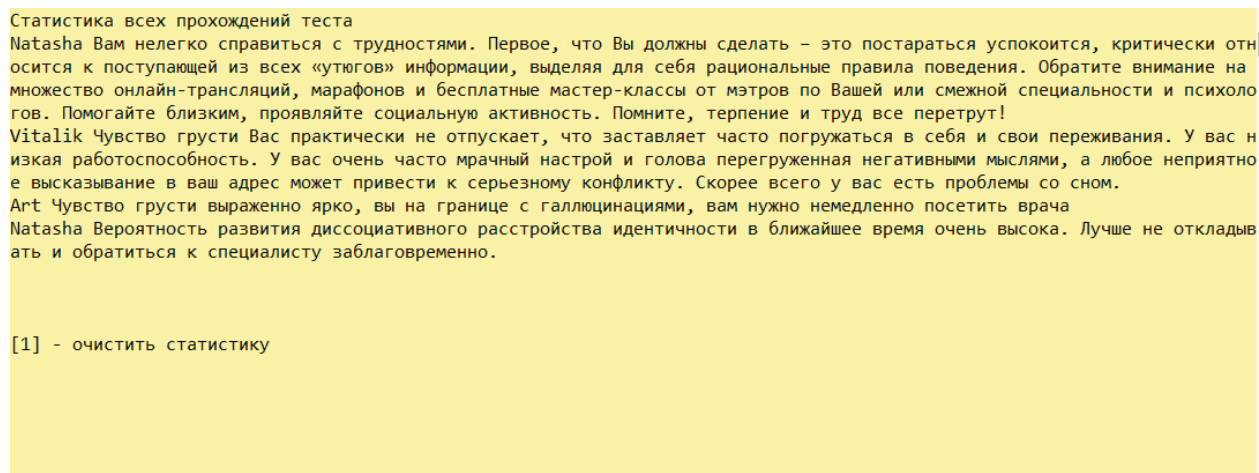 Статистика всех прохождений теста
Natasha Вам нелегко справиться с трудностями. Первое, что Вы должны сделать – это постараться успокоится, критически отн
осится к поступающей из всех «утюгов» информации, выделяя для себя рациональные правила поведения. Обратите внимание на
множество онлайн-трансляций, марафонов и бесплатные мастер-классы от мэтров по Вашей или смежной специальности и психоло
гов. Помогайте близким, проявляйте социальную активность. Помните, терпение и труд все перетрут!
Vitalik Чувство грусти Вас практически не отпускает, что заставляет часто погружаться в себя и свои переживания. У вас н
изкая работоспособность. У вас очень часто мрачный настрой и голова перегруженная негативными мыслями, а любое неприятно
е высказывание в ваш адрес может привести к серьезному конфликту. Скорее всего у вас есть проблемы со сном.
Art Чувство грусти выраженно ярко, вы на границе с галлюцинациями, вам нужно немедленно посетить врача
Natasha Вероятность развития диссоциативного расстройства идентичности в ближайшее время очень высока. Лучше не откладыв
ать и обратиться к специалисту заблаговременно.
[1] - очистить статистику